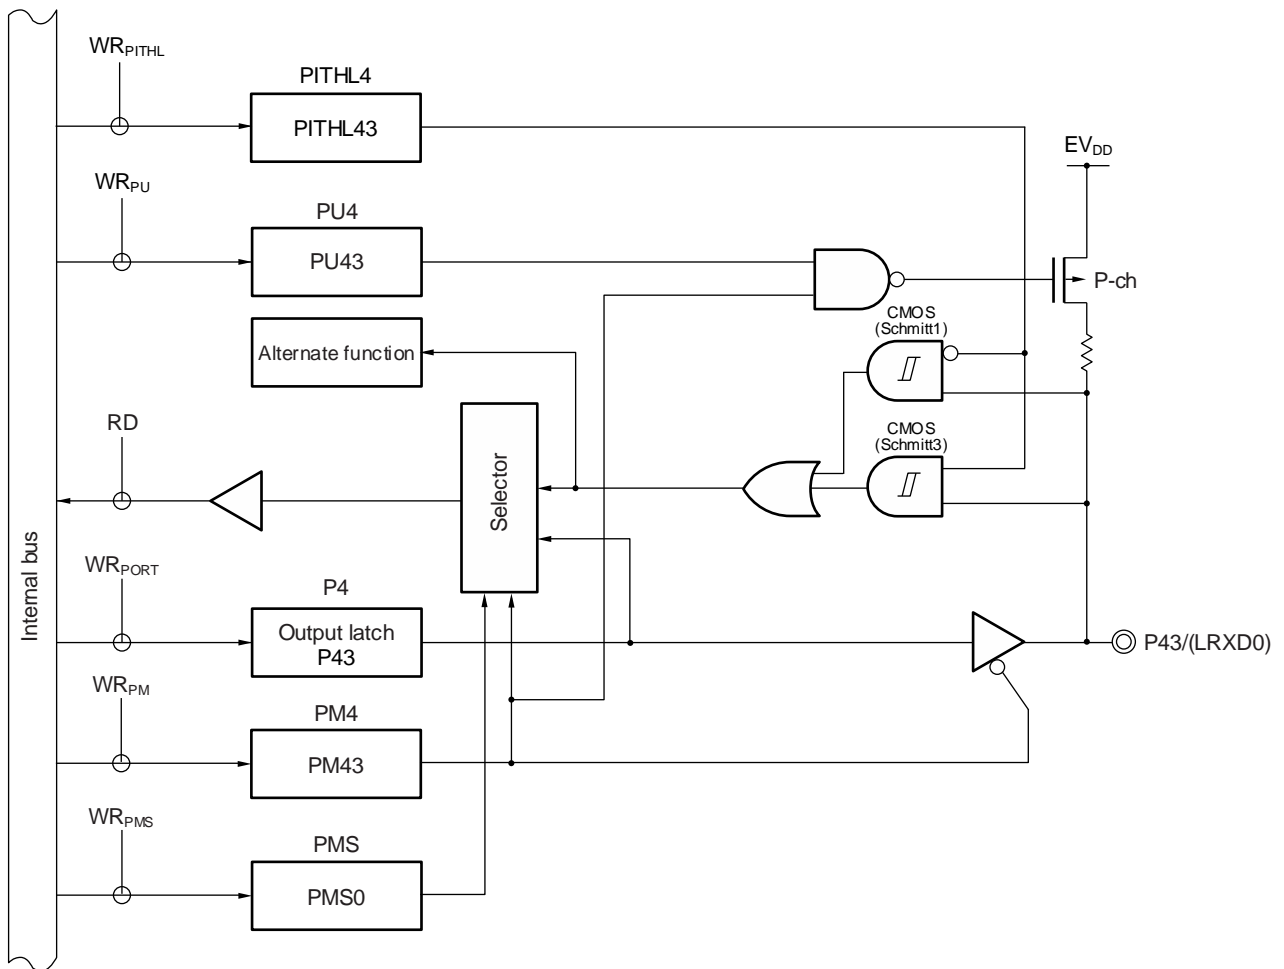 WRPITHL
PITHL4
PITHL43
EVDD
WRPU
PU4
PU43
P-ch
CMOS
(Schmitt1)
Alternate function
RD
CMOS
(Schmitt3)
Selector
Internal bus
WRPORT
P4
Output latch
P43
P43/(LRXD0)
WRPM
PM4
PM43
WRPMS
PMS
PMS0